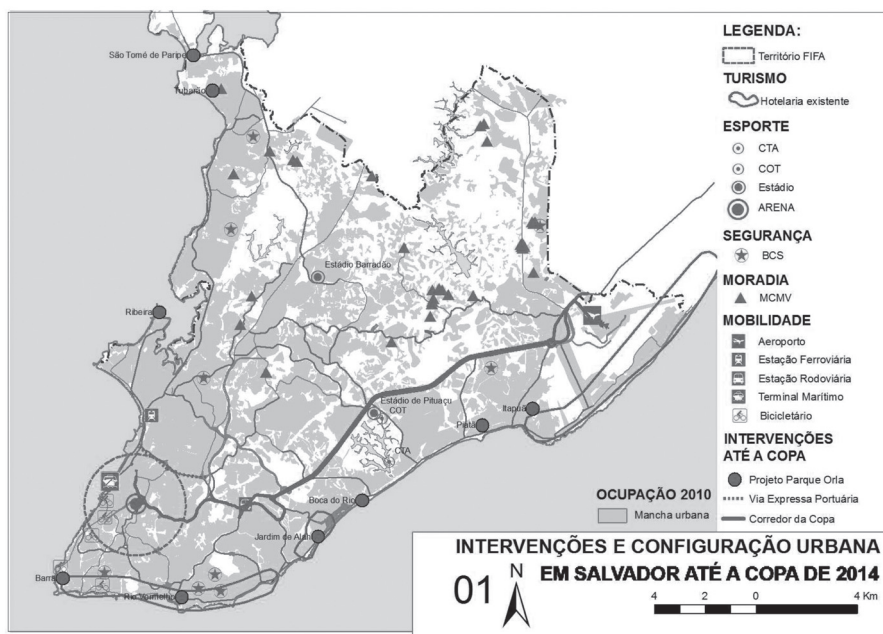 São Tomé de Paripe
Tubarão
Estádio Barradão
Ribeira
Estádio de Pituaçu
COT
Itapuã
Piatã
CTA
Boca do Rio
Jardim de Alah
Barra
Rio Vermelho
LEGENDA:
Território FIFA
TURISMO
Hotelaria existente
ESPORTE
CTA
COT
Estádio
ARENA
SEGURANÇA
BCS
MORADIA
MCMV
MOBILIDADE
Aeroporto
Estação Ferroviária
Estação Rodoviária
Terminal Marítimo
Bicicletário
INTERVENÇÕES
ATÉ A COPA
Projeto Parque Orla
Via Expressa Portuária
Corredor da Copa
OCUPAÇÃO 2010
Mancha urbana
INTERVENÇÕES E CONFIGURAÇÃO URBANA
EM SALVADOR ATÉ A COPA DE 2014
01
N
4 2 0 4 Km